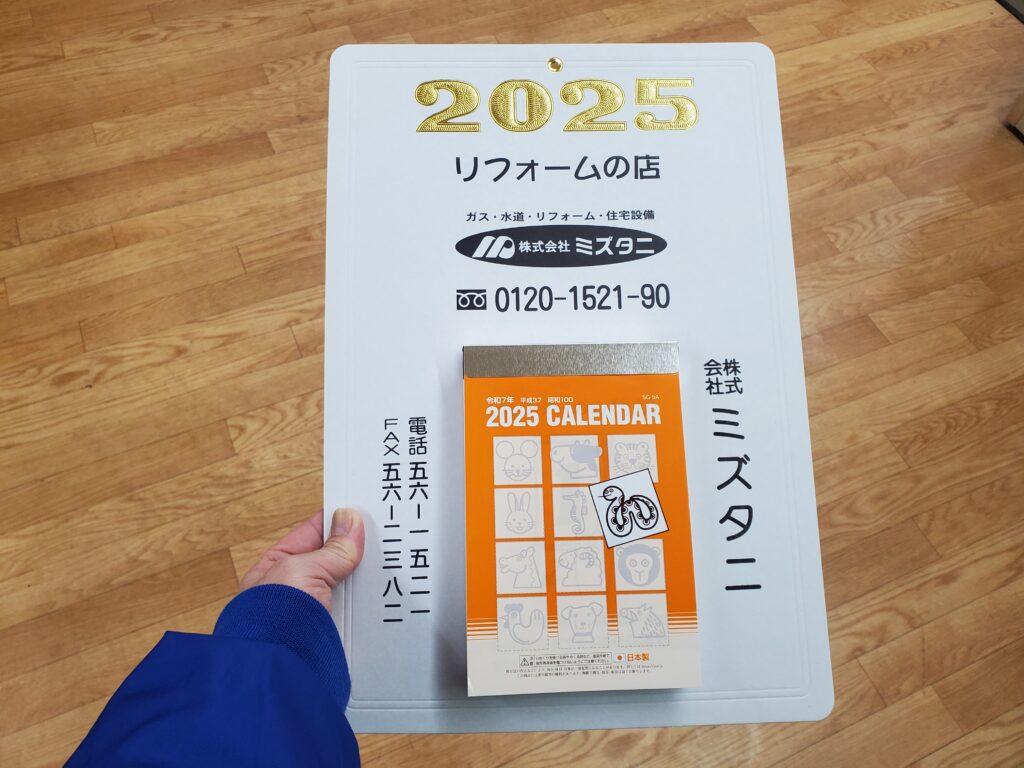 2025
リフォームの店
ガス・水道・リフォーム・住宅設備
株式会社 ミズタニ
0120-1521-90
株式会社 ミズタニ
電話 五六-一五二一
FAX 五六-二三八二
令和7年 平成37 昭和100
SG-9A
2025 CALENDAR
日本製